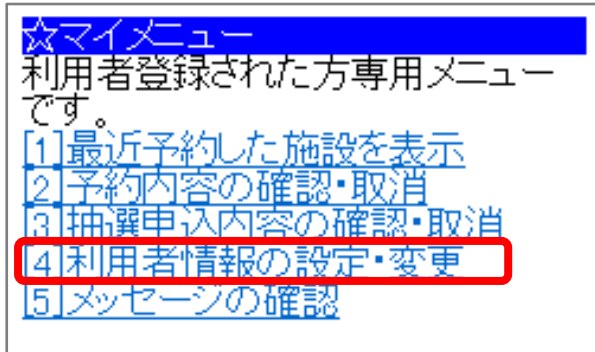 ☆マイメニュー
利用者登録された方専用メニュー
です。
[1]最近予約した施設を表示
[2]予約内容の確認・取消
[3]抽選申込内容の確認・取消
[4]利用者情報の設定・変更
[5]メッセージの確認